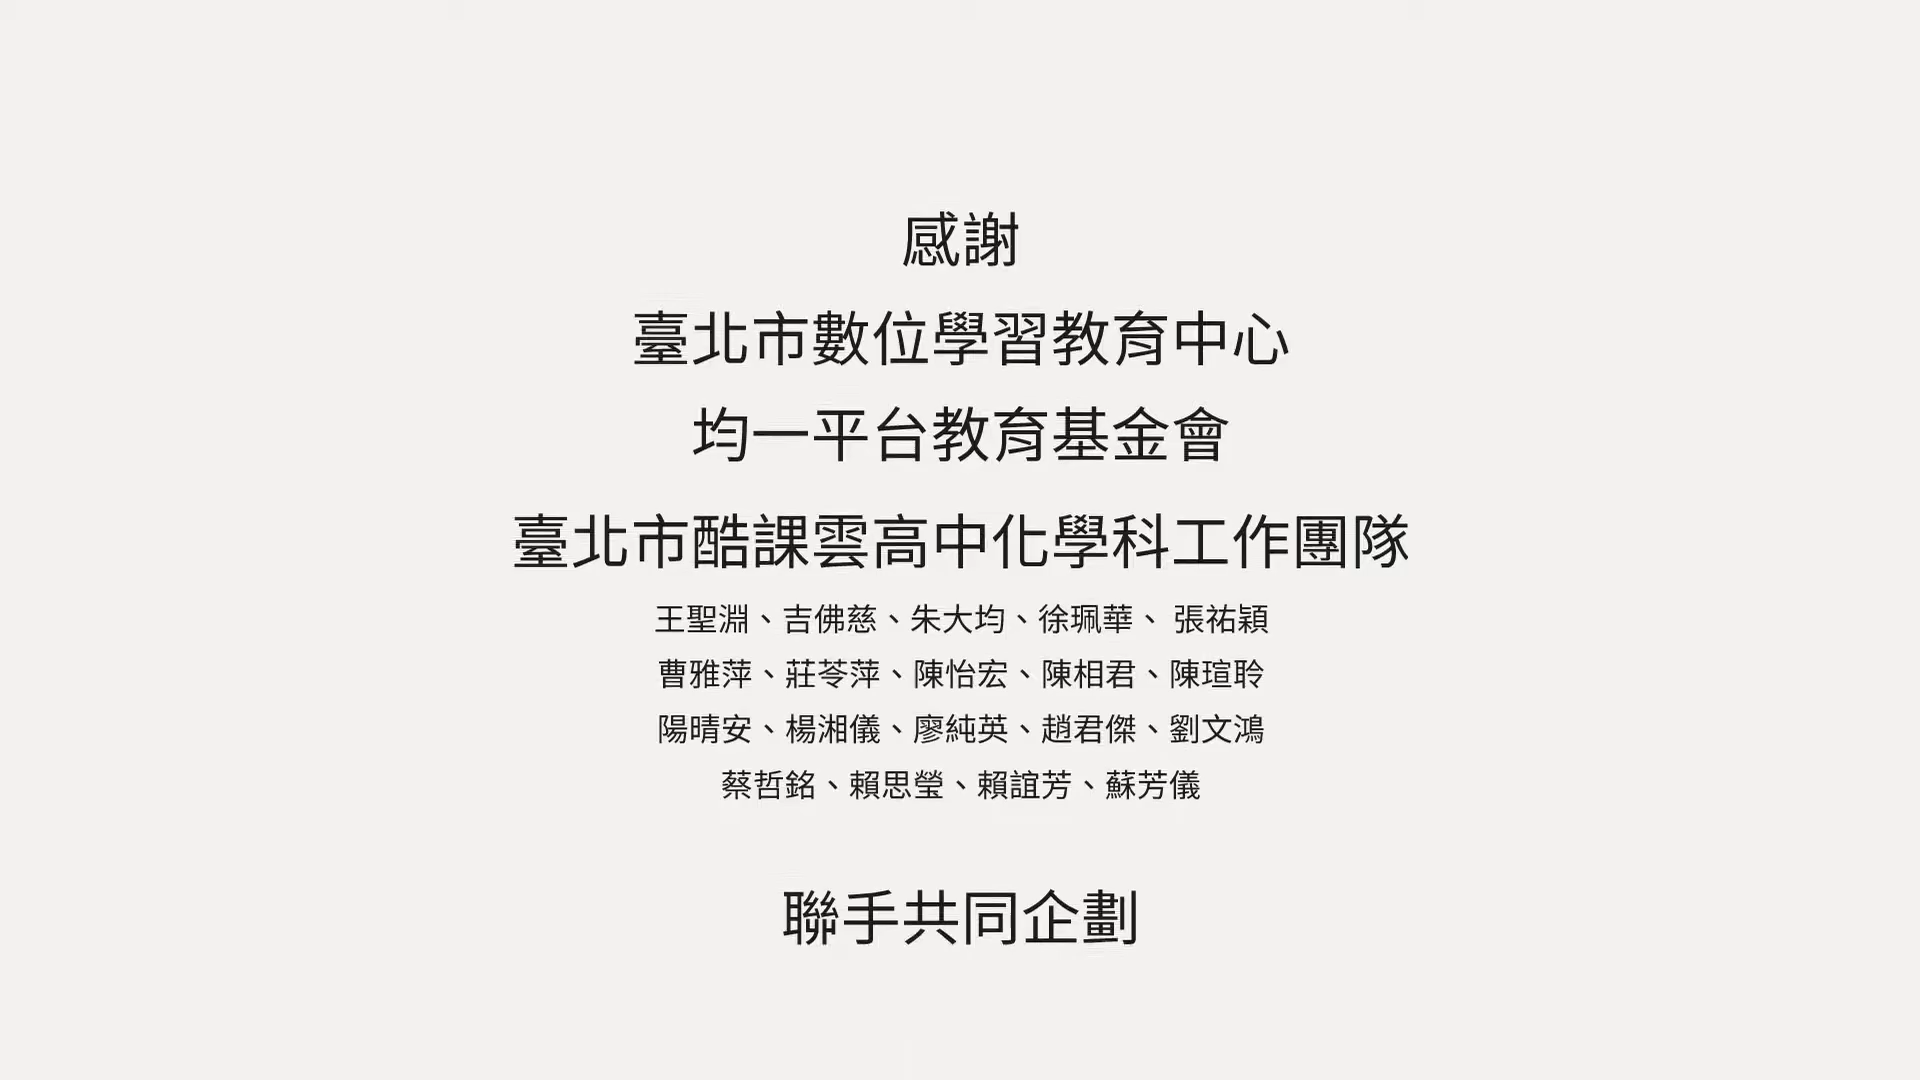 感謝
臺北市數位學習教育中心
均一平台教育基金會
臺北市酷課雲高中化學科工作團隊
王聖淵、吉佛慈、朱大均、徐珮華、 張祐穎
曹雅萍、莊苓萍、陳怡宏、陳相君、陳瑄聆
陽晴安、楊湘儀、廖純英、趙君傑、劉文鴻
蔡哲銘、賴思瑩、賴誼芳、蘇芳儀
聯手共同企劃